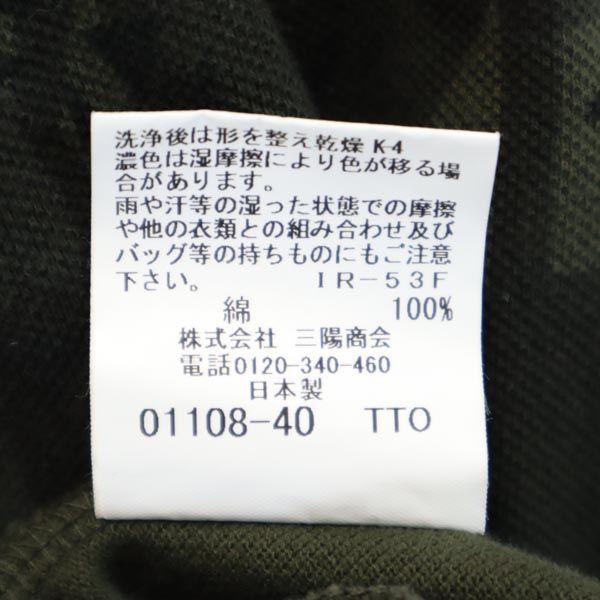 洗浄後は形を整え乾燥 K-4
濃色は湿摩擦により色が移る場
合があります。
雨や汗等の湿った状態での摩擦
や他の衣類との組み合わせ及び
バッグ等の持ちものにもご注意
下さい。 IR-53F
綿 100%
株式会社 三陽商会
電話0120-340-460
日本製
01108-40 TTO